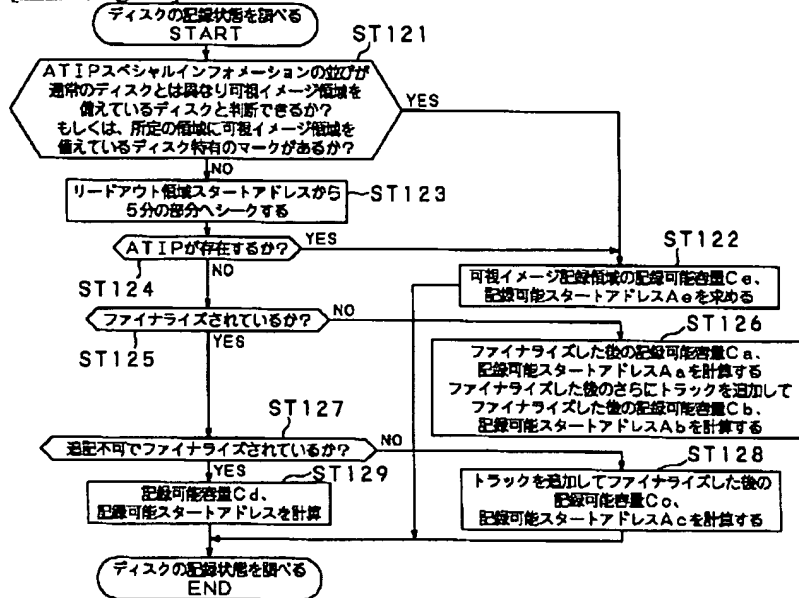 ディスクの記録状態を調べる
START
ST121
ATIPスペシャルインフォメーションの並びが
通常のディスクとは異なり可視イメージ領域を
備えているディスクと判断できるか?
もしくは、所定の領域に可視イメージ領域を
備えているディスク特有のマークがあるか?
YES
NO
リードアウト領域スタートアドレスから
5分の部分へシークする
ST123
ATIPが存在するか?
YES
ST124
NO
ST122
可視イメージ記録領域の記録可能容量Ce、
記録可能スタートアドレスAeを求める
ファイナライズされているか?
NO
ST125
YES
ST126
ファイナライズした後の記録可能容量Ca、
記録可能スタートアドレスAaを計算する
ファイナライズした後のさらにトラックを追加して
ファイナライズした後の記録可能容量Cb、
記録可能スタートアドレスAbを計算する
ST127
追記不可でファイナライズされているか?
NO
YES
ST129
記録可能容量Cd、
記録可能スタートアドレスを計算
ST128
トラックを追加してファイナライズした後の
記録可能容量Cc、
記録可能スタートアドレスAcを計算する
ディスクの記録状態を調べる
END